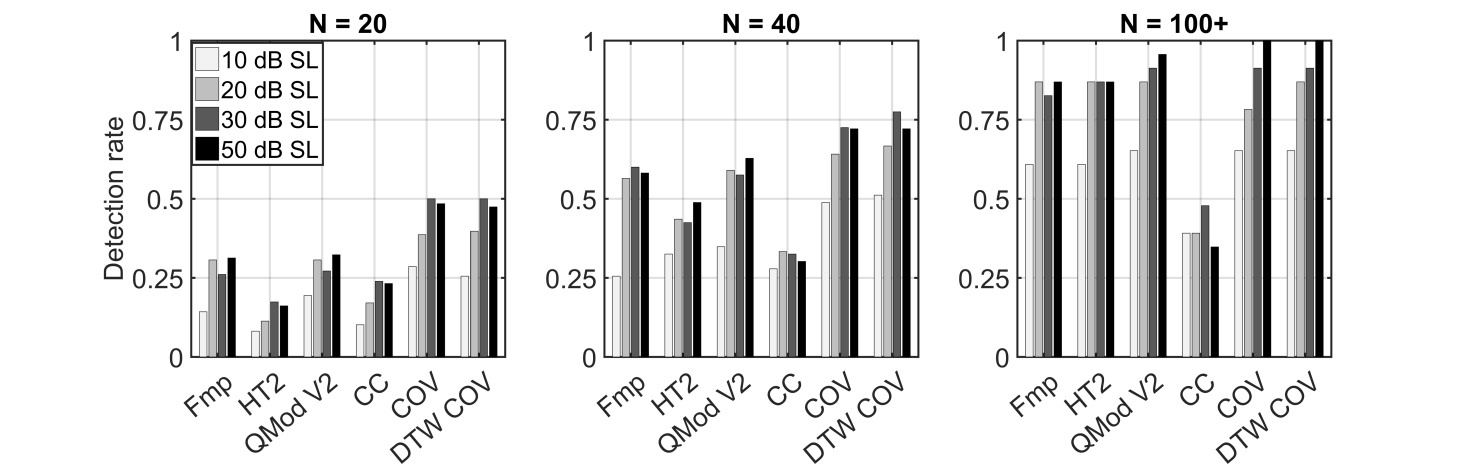 N = 20
N = 40
N = 100+
10 dB SL
20 dB SL
30 dB SL
50 dB SL
Detection rate
1
0.75
0.5
0.25
0
1
0.75
0.5
0.25
0
1
0.75
0.5
0.25
0
Fmp
HT2
QMod V2
CC
COV
DTW COV
Fmp
HT2
QMod V2
CC
COV
DTW COV
Fmp
HT2
QMod V2
CC
COV
DTW COV